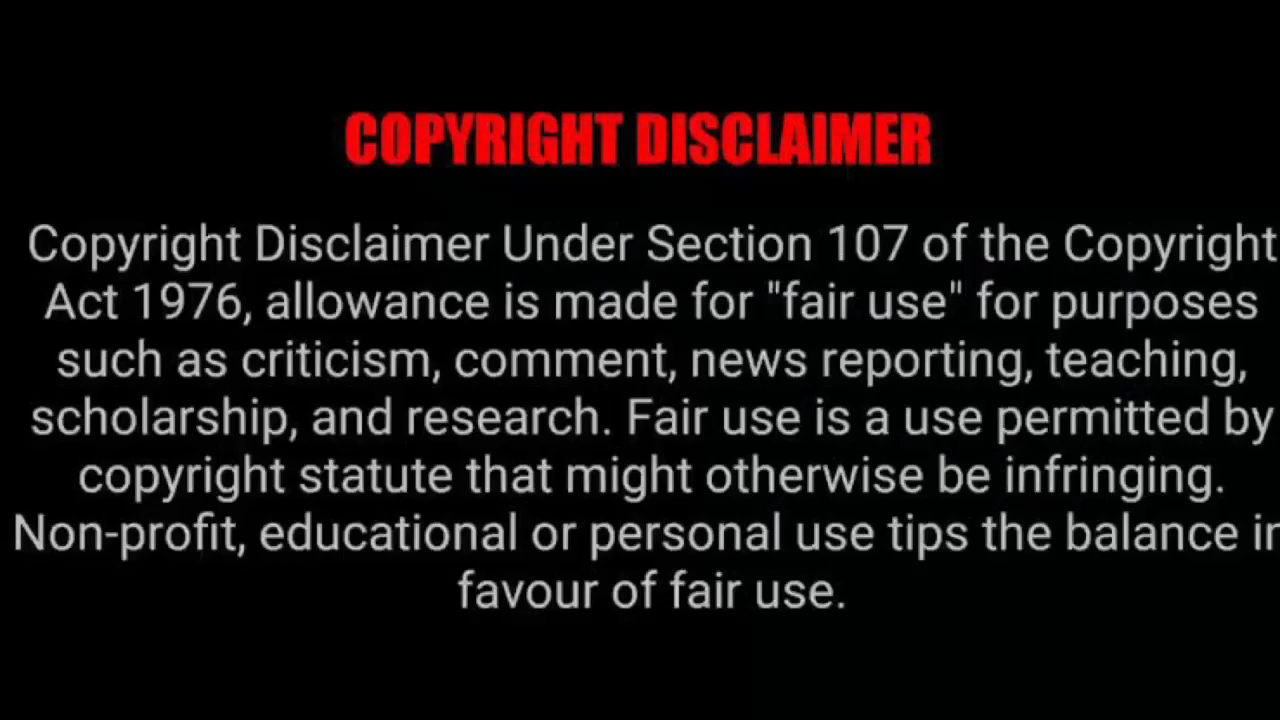 COPYRIGHT DISCLAIMER
Copyright Disclaimer Under Section 107 of the Copyright
Act 1976, allowance is made for "fair use" for purposes
such as criticism, comment, news reporting, teaching,
scholarship, and research. Fair use is a use permitted by
copyright statute that might otherwise be infringing.
Non-profit, educational or personal use tips the balance in
favour of fair use.